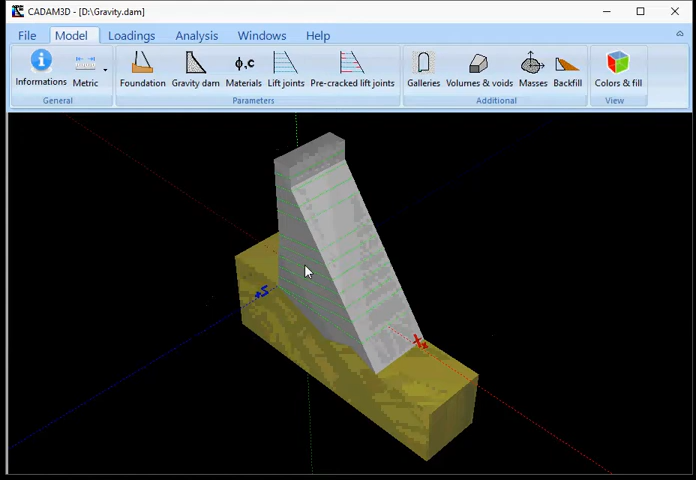 CADAM3D - [D:\Gravity.dam]
File Model Loadings Analysis Windows Help
φ,c
Informations Metric Foundation Gravity dam Materials Lift joints Pre-cracked lift joints Galleries Volumes & voids Masses Backfill Colors & fill
General Parameters Additional View
+Z
X+